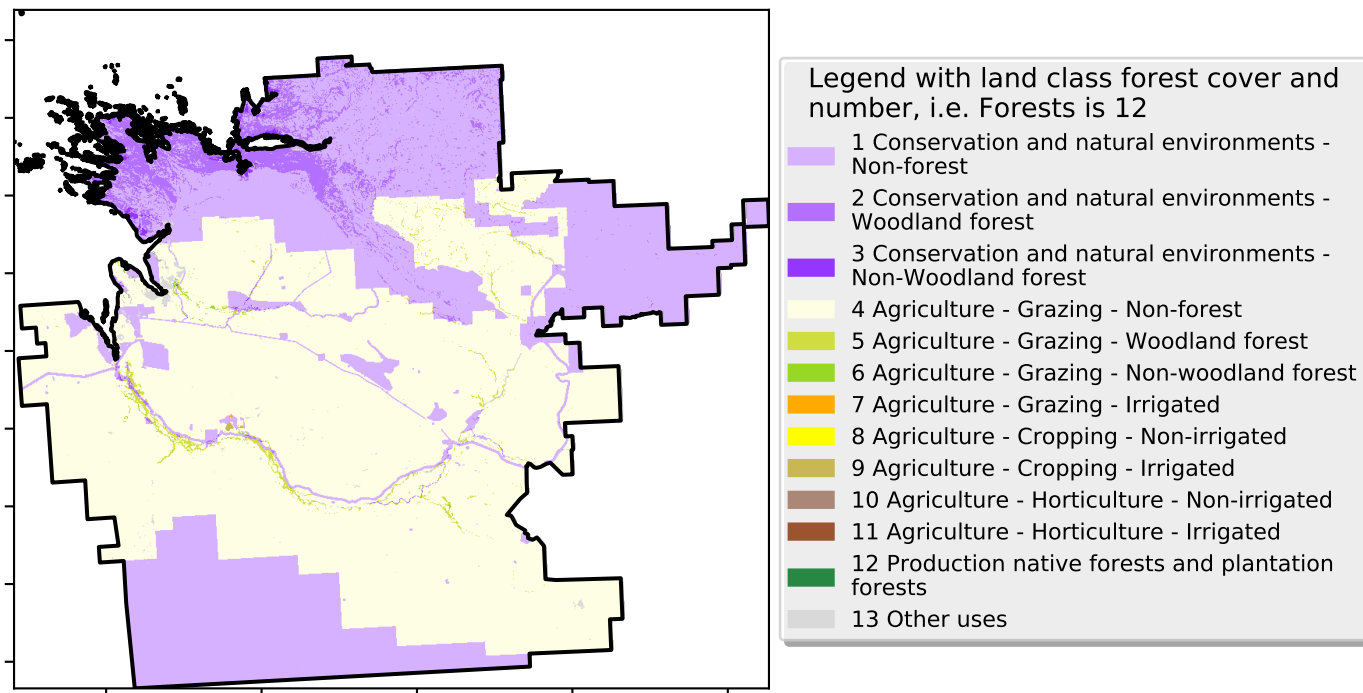 Legend with land class forest cover and
number, i.e. Forests is 12
1 Conservation and natural environments -
Non-forest
2 Conservation and natural environments -
Woodland forest
3 Conservation and natural environments -
Non-Woodland forest
4 Agriculture - Grazing - Non-forest
5 Agriculture - Grazing - Woodland forest
6 Agriculture - Grazing - Non-woodland forest
7 Agriculture - Grazing - Irrigated
8 Agriculture - Cropping - Non-irrigated
9 Agriculture - Cropping - Irrigated
10 Agriculture - Horticulture - Non-irrigated
11 Agriculture - Horticulture - Irrigated
12 Production native forests and plantation
forests
13 Other uses